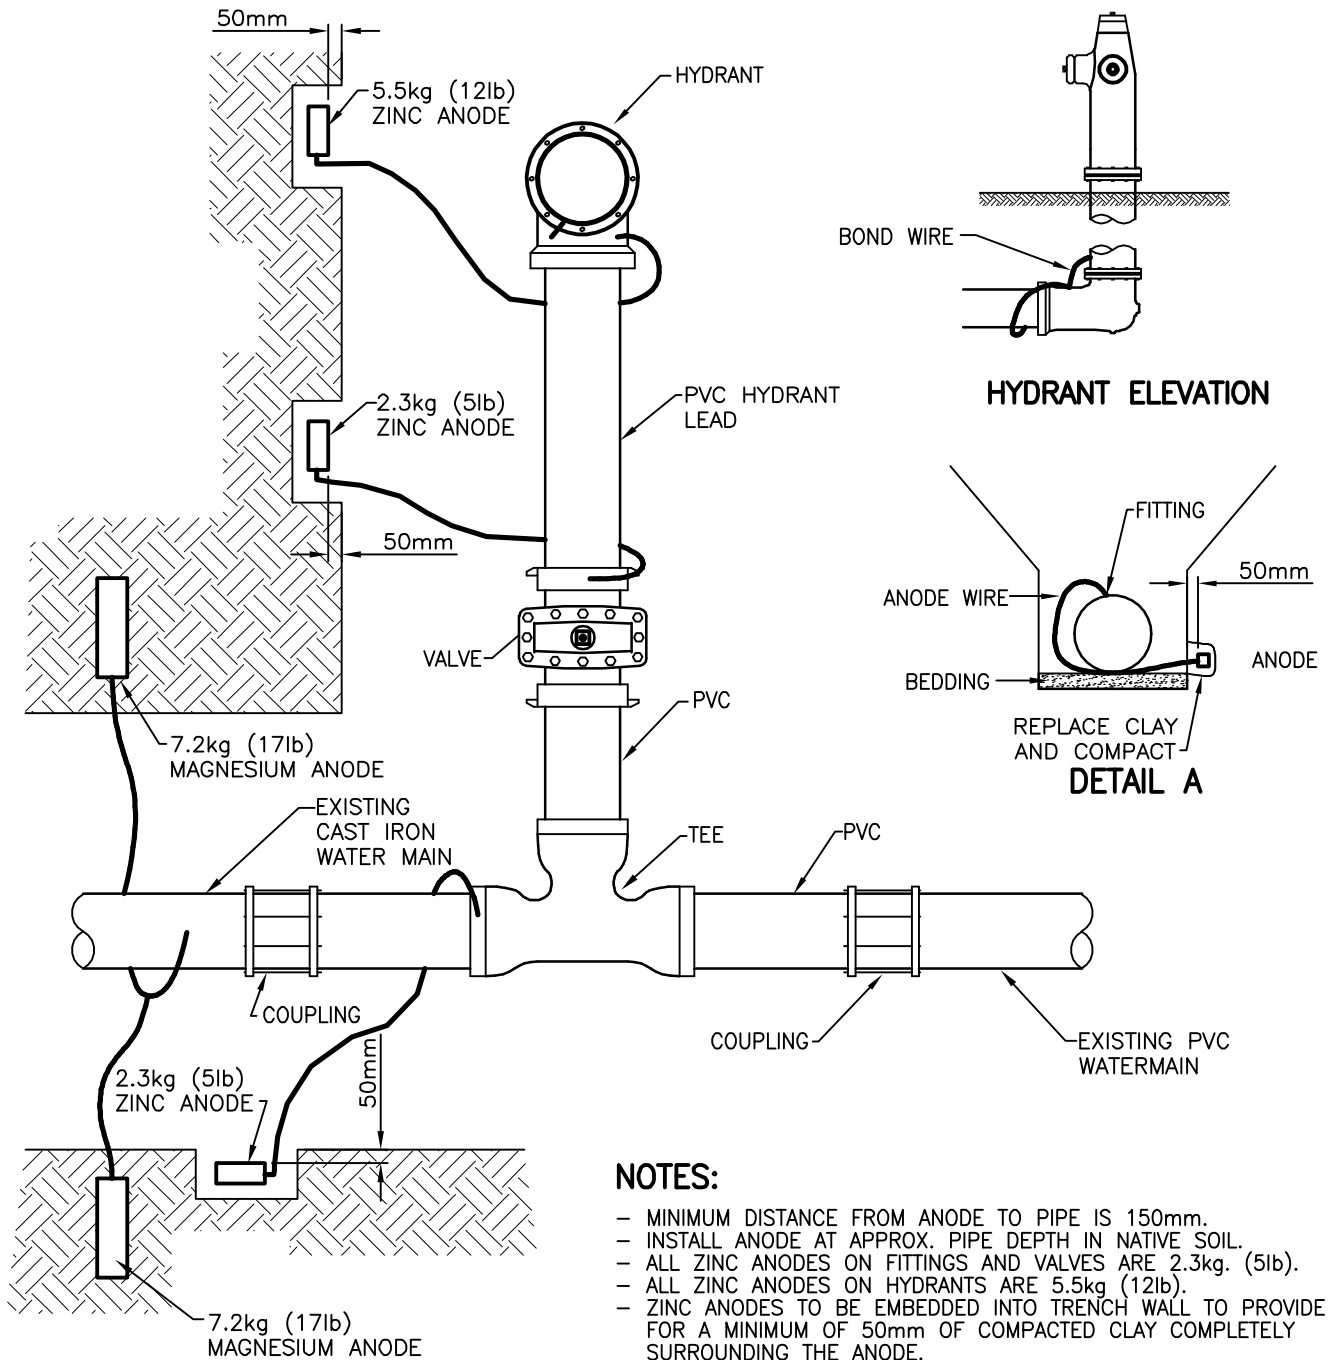 50mm
5.5kg (12lb)
ZINC ANODE
HYDRANT
BOND WIRE
HYDRANT ELEVATION
2.3kg (5lb)
ZINC ANODE
PVC HYDRANT
LEAD
50mm
FITTING
50mm
ANODE WIRE
ANODE
BEDDING
REPLACE CLAY
AND COMPACT
DETAIL A
VALVE
PVC
7.2kg (17lb)
MAGNESIUM ANODE
EXISTING
CAST IRON
WATER MAIN
TEE
PVC
COUPLING
COUPLING
EXISTING PVC
WATERMAIN
2.3kg (5lb)
ZINC ANODE
50mm
7.2kg (17lb)
MAGNESIUM ANODE
NOTES:
– MINIMUM DISTANCE FROM ANODE TO PIPE IS 150mm.
– INSTALL ANODE AT APPROX. PIPE DEPTH IN NATIVE SOIL.
– ALL ZINC ANODES ON FITTINGS AND VALVES ARE 2.3kg. (5lb).
– ALL ZINC ANODES ON HYDRANTS ARE 5.5kg (12lb).
– ZINC ANODES TO BE EMBEDDED INTO TRENCH WALL TO PROVIDE
FOR A MINIMUM OF 50mm OF COMPACTED CLAY COMPLETELY
SURROUNDING THE ANODE.